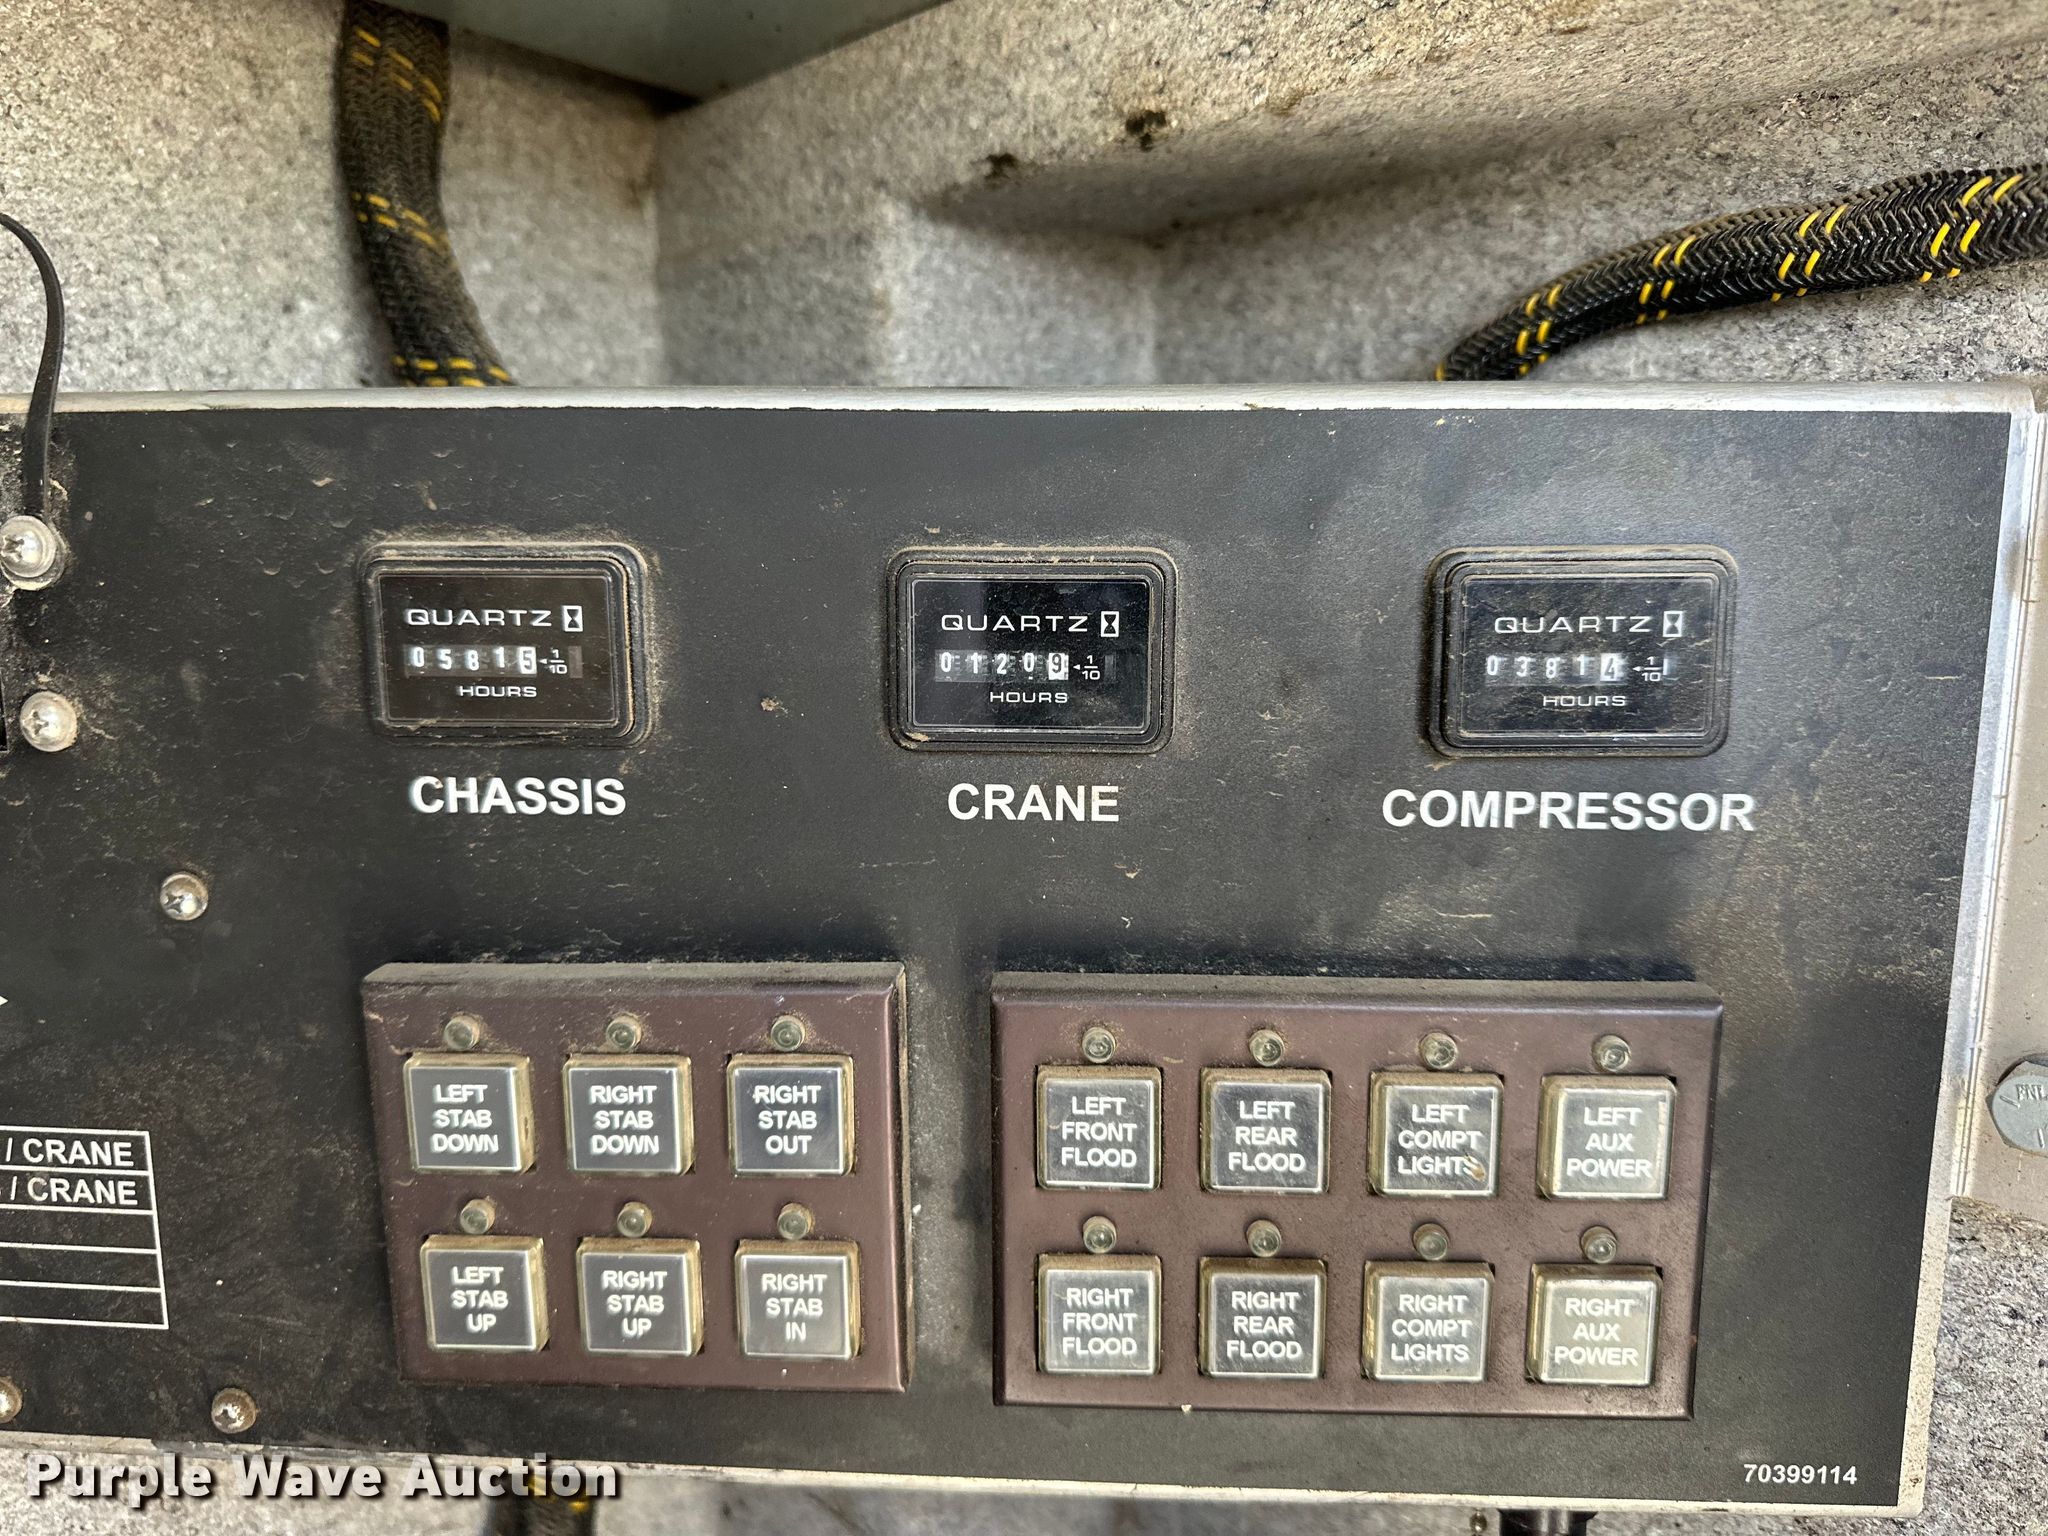 QUARTZ
05815 1/10
HOURS
CHASSIS
QUARTZ
01209 1/10
HOURS
CRANE
QUARTZ
03814 1/10
HOURS
COMPRESSOR
LEFT
STAB
DOWN
RIGHT
STAB
DOWN
RIGHT
STAB
OUT
LEFT
STAB
UP
RIGHT
STAB
UP
RIGHT
STAB
IN
LEFT
FRONT
FLOOD
LEFT
REAR
FLOOD
LEFT
COMPT
LIGHTS
LEFT
AUX
POWER
RIGHT
FRONT
FLOOD
RIGHT
REAR
FLOOD
RIGHT
COMPT
LIGHTS
RIGHT
AUX
POWER
/ CRANE
/ CRANE
70399114
Purple Wave Auction